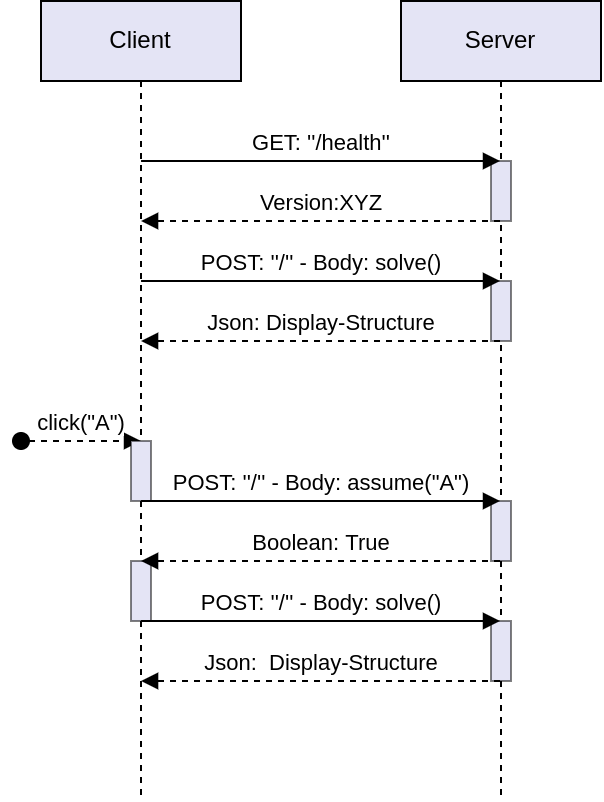 Client
Server
GET: "/health"
Version:XYZ
POST: "/" - Body: solve()
Json: Display-Structure
click("A")
POST: "/" - Body: assume("A")
Boolean: True
POST: "/" - Body: solve()
Json:  Display-Structure